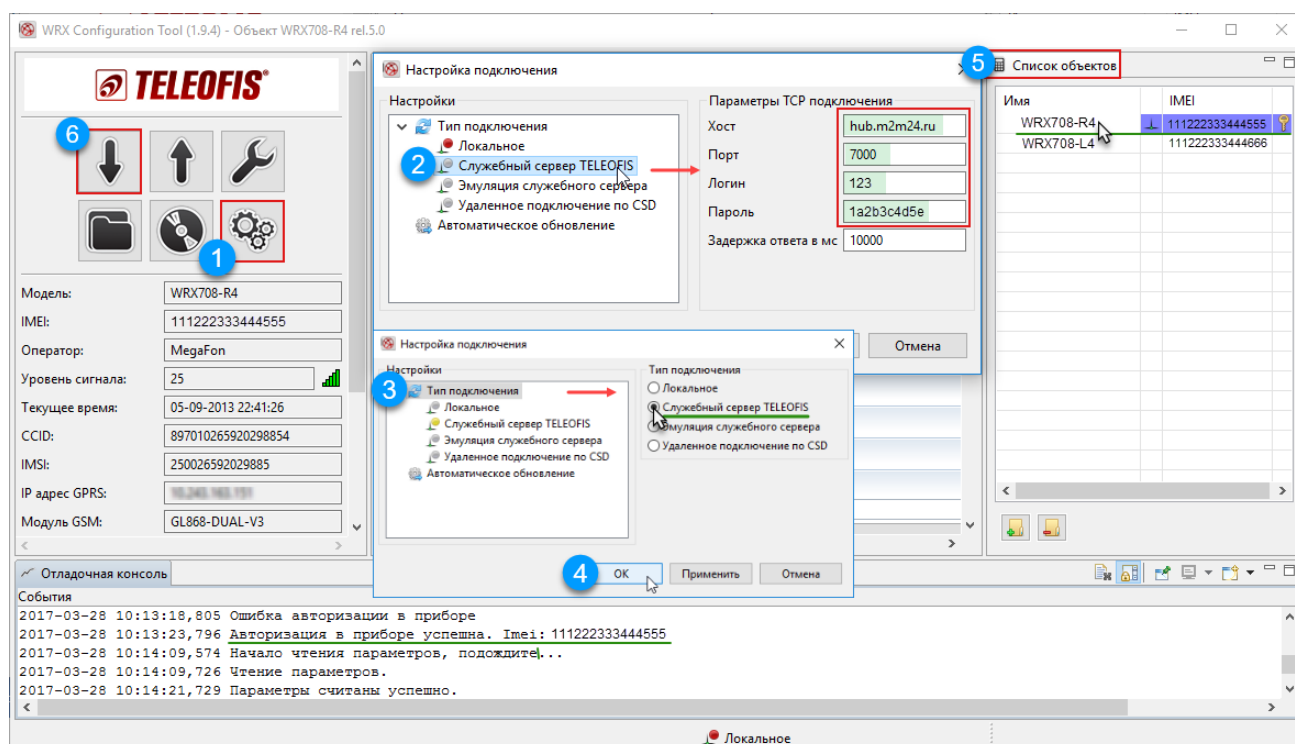 WRX Configuration Tool (1.9.4) - Объект WRX708-R4 rel.5.0
TELEOFIS®
6
1
Модель: WRX708-R4
IMEI: 111222333444555
Оператор: MegaFon
Уровень сигнала: 25
Текущее время: 05-09-2013 22:41:26
CCID: 897010265920298854
IMSI: 250026592029885
IP адрес GPRS:
Модуль GSM: GL868-DUAL-V3
Настройка подключения
Настройки
Тип подключения
Локальное
2 Служебный сервер TELEOFIS
Эмуляция служебного сервера
Удаленное подключение по CSD
Автоматическое обновление
Параметры TCP подключения
Хост hub.m2m24.ru
Порт 7000
Логин 123
Пароль 1a2b3c4d5e
Задержка ответа в мс 10000
Отмена
Настройка подключения
Настройки
3 Тип подключения
Локальное
Служебный сервер TELEOFIS
Эмуляция служебного сервера
Удаленное подключение по CSD
Автоматическое обновление
Тип подключения
Локальное
Служебный сервер TELEOFIS
Эмуляция служебного сервера
Удаленное подключение по CSD
4 OK Применить Отмена
5 Список объектов
Имя IMEI
WRX708-R4 111222333444555
WRX708-L4 111222333444666
Отладочная консоль
События
2017-03-28 10:13:18,805 Ошибка авторизации в приборе
2017-03-28 10:13:23,796 Авторизация в приборе успешна. Imei: 111222333444555
2017-03-28 10:14:09,574 Начало чтения параметров, подождите...
2017-03-28 10:14:09,726 Чтение параметров.
2017-03-28 10:14:21,729 Параметры считаны успешно.
Локальное